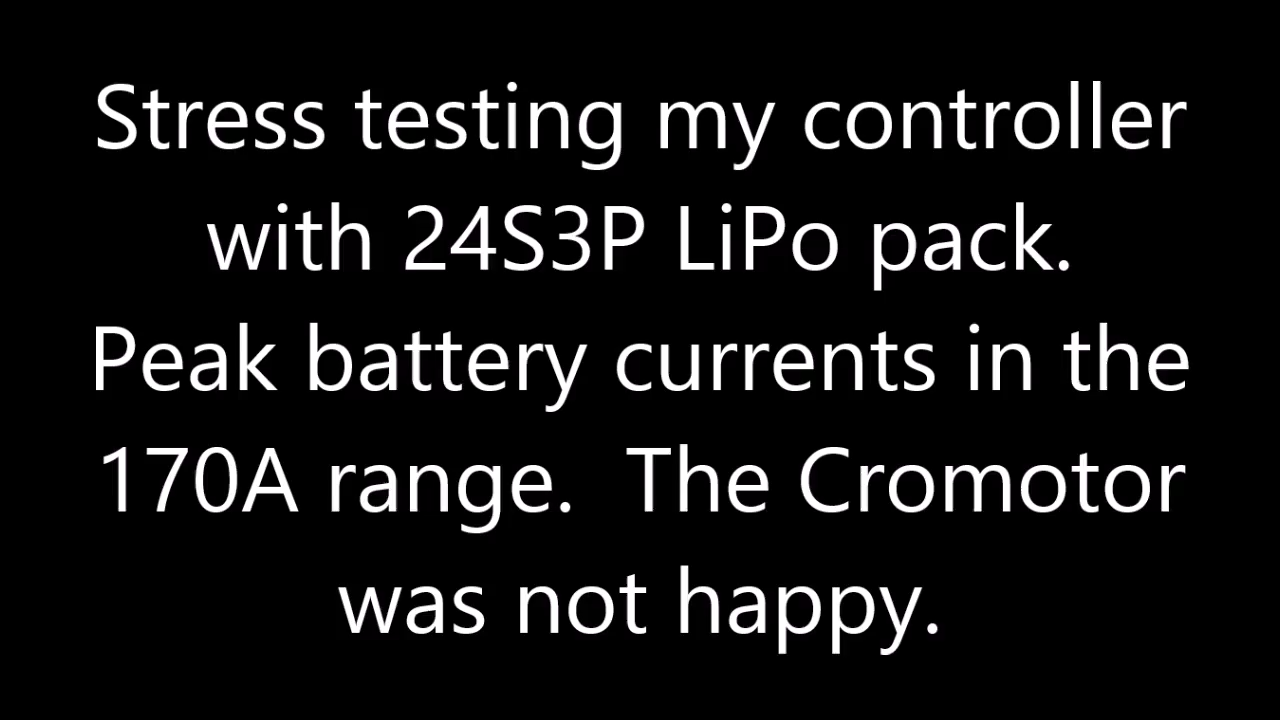 Stress testing my controller
with 24S3P LiPo pack.
Peak battery currents in the
170A range.  The Cromotor
was not happy.